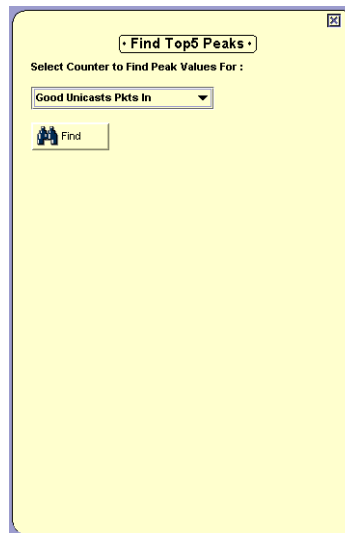 · Find Top5 Peaks ·
Select Counter to Find Peak Values For :
Good Unicasts Pkts In
Find